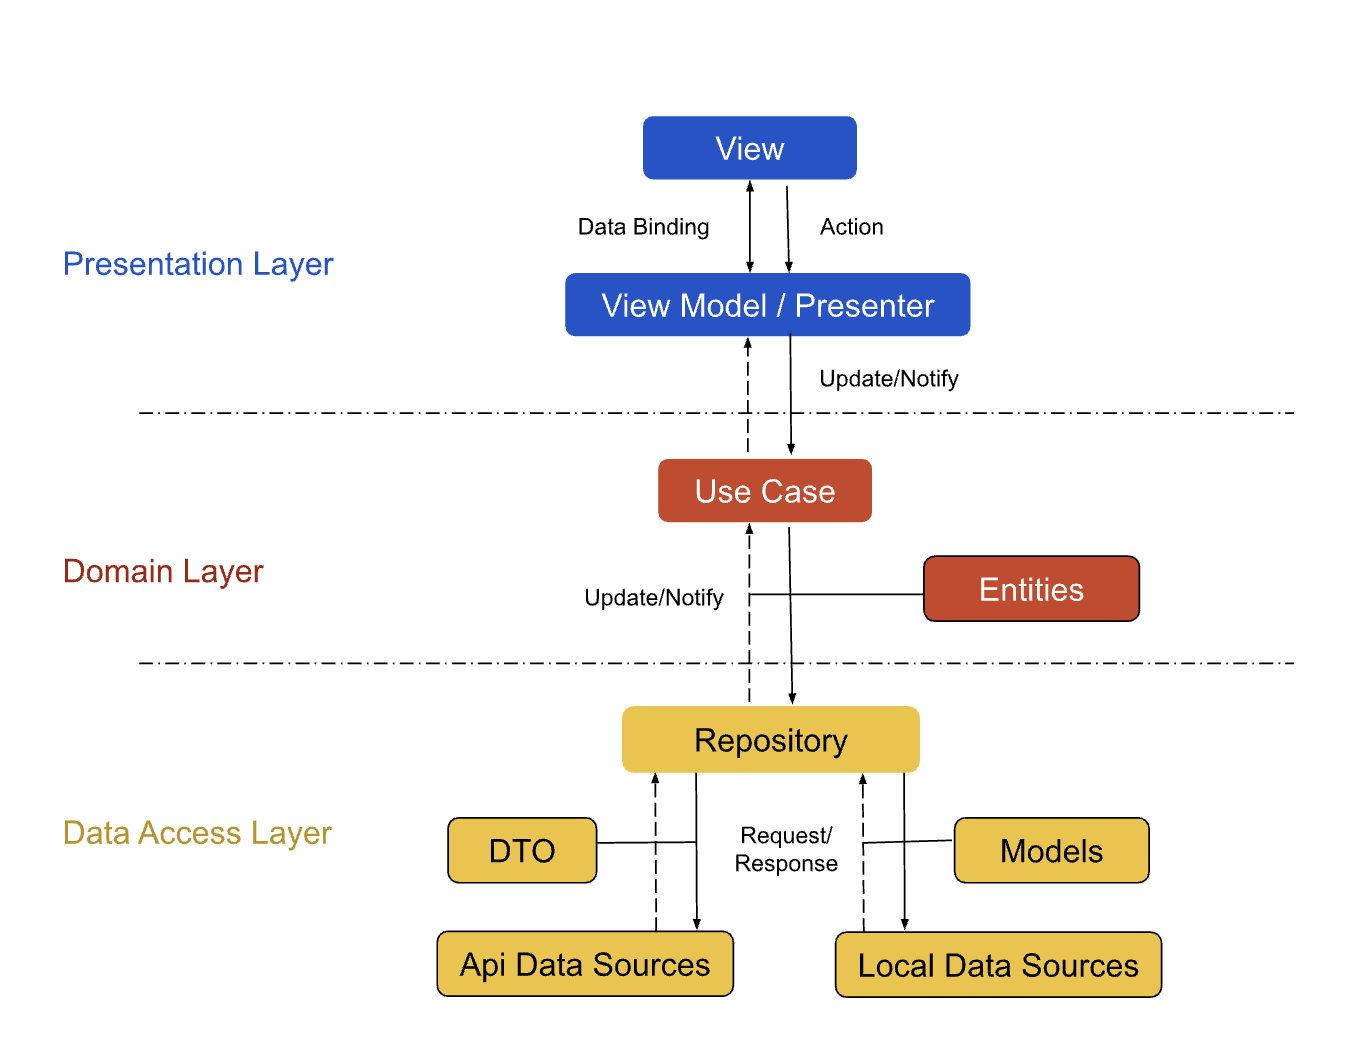 View
Data Binding
Action
Presentation Layer
View Model / Presenter
Update/Notify
Use Case
Domain Layer
Entities
Update/Notify
Repository
Data Access Layer
DTO
Request/
Response
Models
Api Data Sources
Local Data Sources